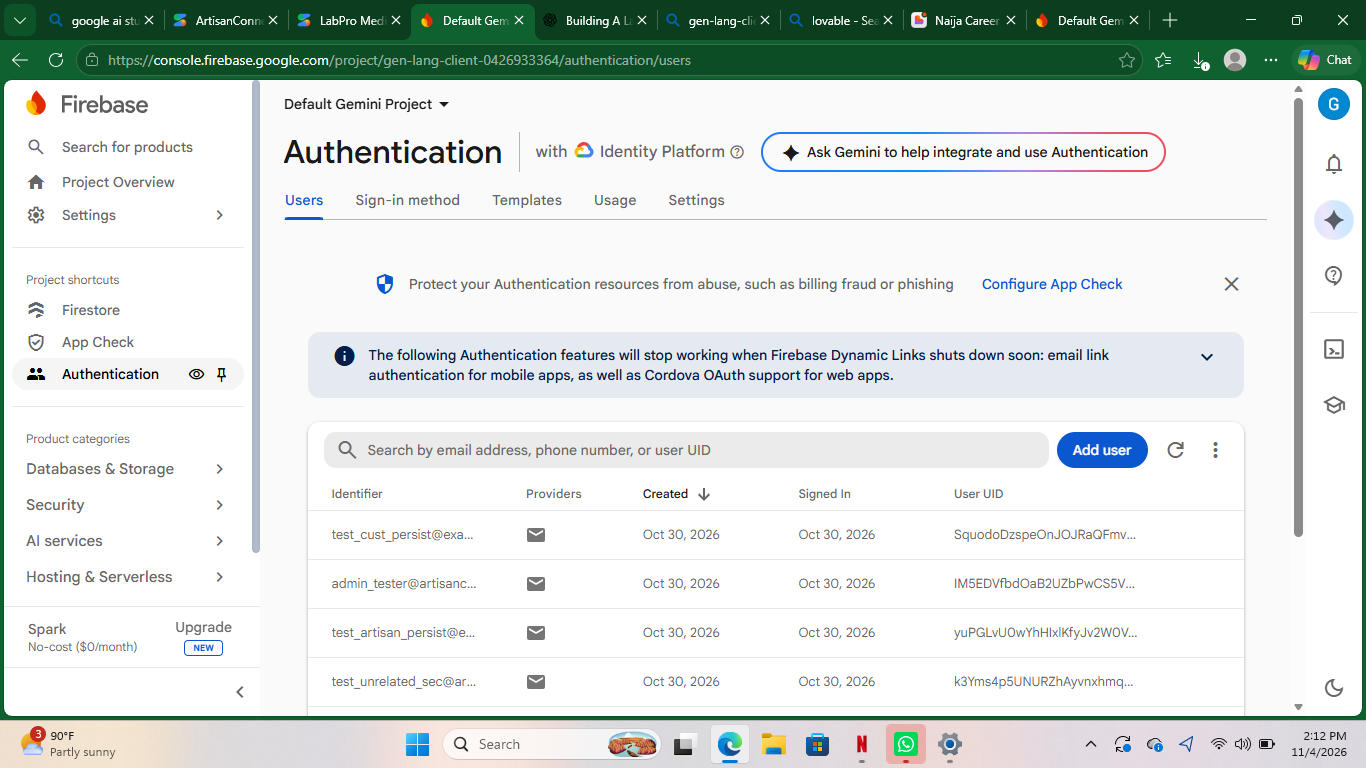 google ai stu
ArtisanConne
LabPro Medi
Default Gemi
Building A La
gen-lang-clie
lovable - Sea
Naija Career
Default Gemi
https://console.firebase.google.com/project/gen-lang-client-0426933364/authentication/users
Chat
Firebase
Search for products
Project Overview
Settings
Project shortcuts
Firestore
App Check
Authentication
Product categories
Databases & Storage
Security
AI services
Hosting & Serverless
Spark
No-cost ($0/month)
Upgrade
NEW
Default Gemini Project
Authentication
with Identity Platform
Ask Gemini to help integrate and use Authentication
Users Sign-in method Templates Usage Settings
Protect your Authentication resources from abuse, such as billing fraud or phishing Configure App Check
The following Authentication features will stop working when Firebase Dynamic Links shuts down soon: email link
authentication for mobile apps, as well as Cordova OAuth support for web apps.
Search by email address, phone number, or user UID
Add user
Identifier Providers Created Signed In User UID
test_cust_persist@exa... Oct 30, 2026 Oct 30, 2026 SquodoDzspeOnJOJRaQFmv...
admin_tester@artisanc... Oct 30, 2026 Oct 30, 2026 IM5EDVfbdOaB2UZbPwCS5V...
test_artisan_persist@e... Oct 30, 2026 Oct 30, 2026 yuPGLvU0wYhHIxlKfyJv2W0V...
test_unrelated_sec@ar... Oct 30, 2026 Oct 30, 2026 k3Yms4p5UNURZhAyvnxhmq...
G
3
90°F
Partly sunny
Search
N
2:12 PM
11/4/2026